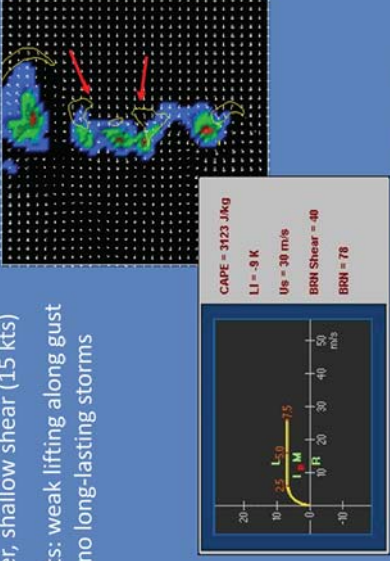 er, shallow shear (15 kts)
ts: weak lifting along gust
no long-lasting storms
20
10
0
-10
10 20 30 40 50
m/s
2.5 5.0 7.5
L
I M
R
CAPE = 3123 J/kg
LI = -9 K
Us = 30 m/s
BRN Shear = 40
BRN = 78